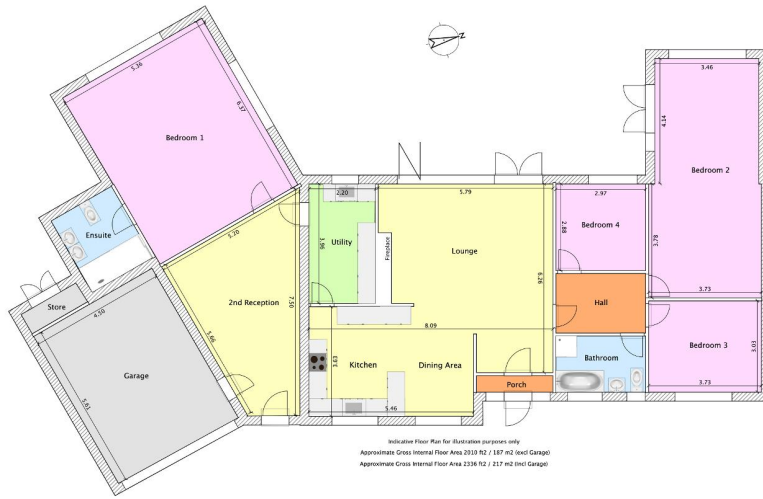 N
5.36
6.37
Bedroom 1
Ensuite
Store
4.50
5.61
Garage
5.20
7.50
5.66
2nd Reception
2.20
3.96
Utility
Fireplace
5.79
6.26
Lounge
8.09
3.63
Kitchen
Dining Area
5.46
Porch
2.97
2.88
Bedroom 4
Hall
Bathroom
3.46
4.14
Bedroom 2
3.78
3.73
Bedroom 3
3.03
3.73
Indicative Floor Plan for illustration purposes only
Approximate Gross Internal Floor Area 2010 ft2 / 187 m2 (excl Garage)
Approximate Gross Internal Floor Area 2336 ft2 / 217 m2 (incl Garage)